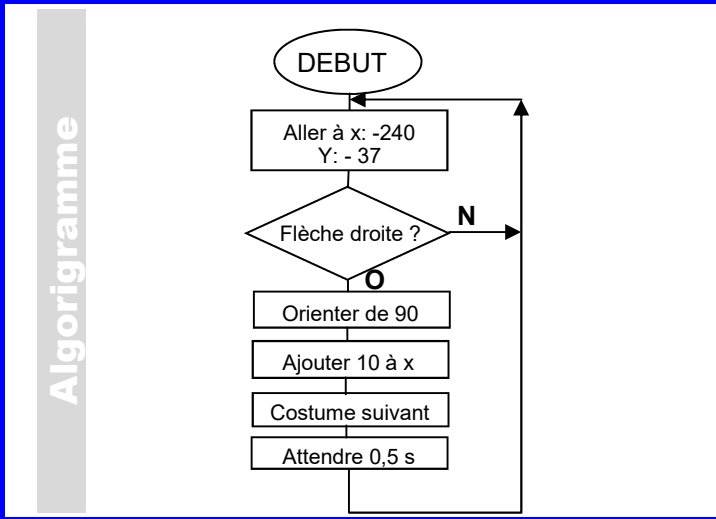 Algorigramme
DEBUT
Aller à x: -240
Y: - 37
Flèche droite ?
N
O
Orienter de 90
Ajouter 10 à x
Costume suivant
Attendre 0,5 s